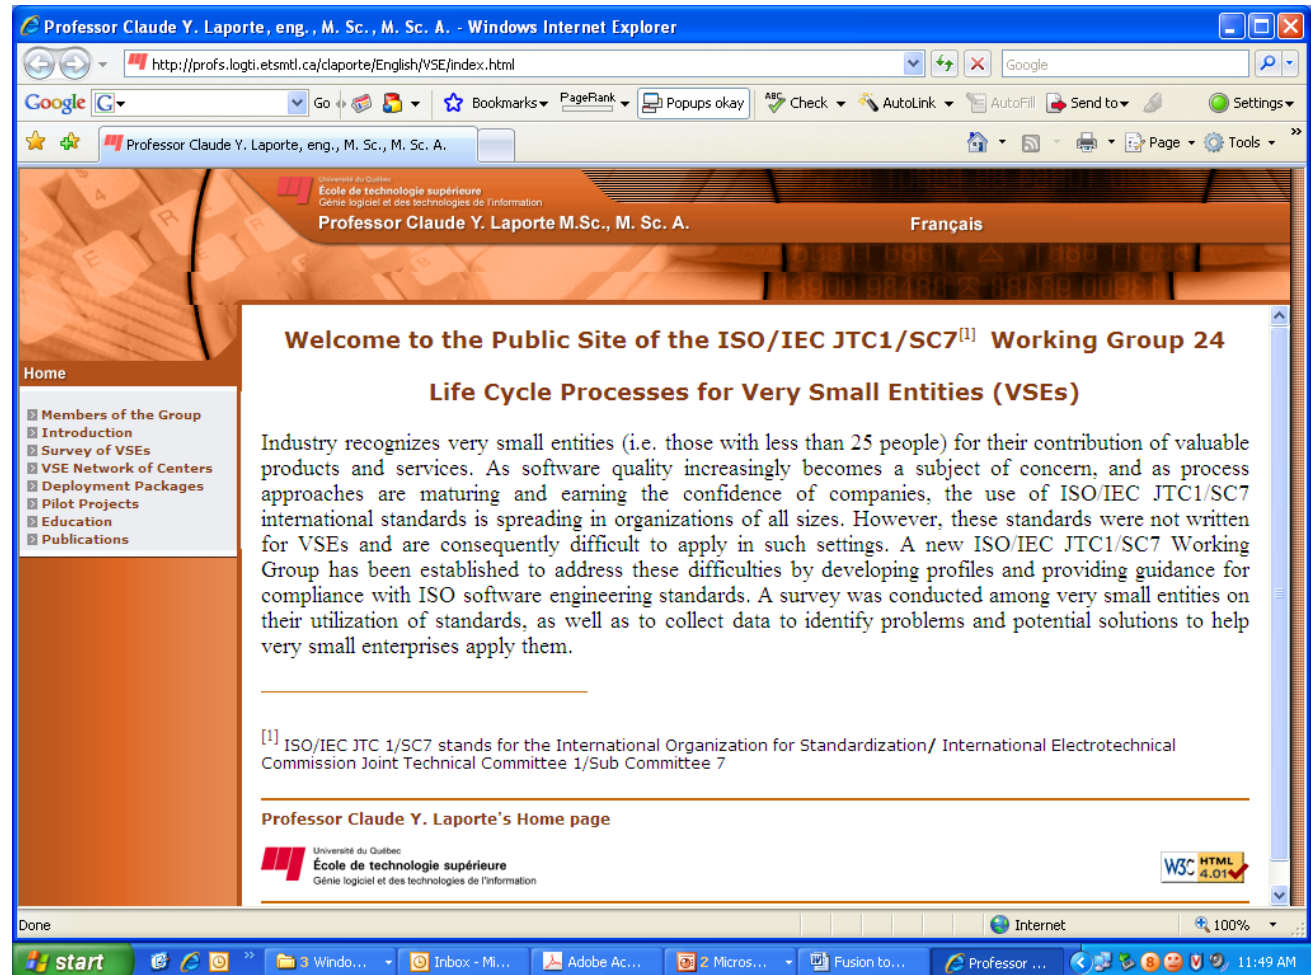 Professor Claude Y. Laporte, eng., M. Sc., M. Sc. A. - Windows Internet Explorer
http://profs.logti.etsmtl.ca/claporte/English/VSE/index.html
Google
Google G Go Bookmarks PageRank Popups okay ABC Check AutoLink AutoFill Send to Settings
Professor Claude Y. Laporte, eng., M. Sc., M. Sc. A.
Page Tools
Université du Québec
École de technologie supérieure
Génie logiciel et des technologies de l'information
Professor Claude Y. Laporte M.Sc., M. Sc. A.
Français
Home
Members of the Group
Introduction
Survey of VSEs
VSE Network of Centers
Deployment Packages
Pilot Projects
Education
Publications
Welcome to the Public Site of the ISO/IEC JTC1/SC7[1] Working Group 24
Life Cycle Processes for Very Small Entities (VSEs)
Industry recognizes very small entities (i.e. those with less than 25 people) for their contribution of valuable
products and services. As software quality increasingly becomes a subject of concern, and as process
approaches are maturing and earning the confidence of companies, the use of ISO/IEC JTC1/SC7
international standards is spreading in organizations of all sizes. However, these standards were not written
for VSEs and are consequently difficult to apply in such settings. A new ISO/IEC JTC1/SC7 Working
Group has been established to address these difficulties by developing profiles and providing guidance for
compliance with ISO software engineering standards. A survey was conducted among very small entities on
their utilization of standards, as well as to collect data to identify problems and potential solutions to help
very small enterprises apply them.
[1] ISO/IEC JTC 1/SC7 stands for the International Organization for Standardization/ International Electrotechnical
Commission Joint Technical Committee 1/Sub Committee 7
Professor Claude Y. Laporte's Home page
Université du Québec
École de technologie supérieure
Génie logiciel et des technologies de l'information
W3C HTML 4.01
Done
Internet
100%
start
3 Windo...
Inbox - Mi...
Adobe Ac...
2 Micros...
Fusion to...
Professor ...
11:49 AM